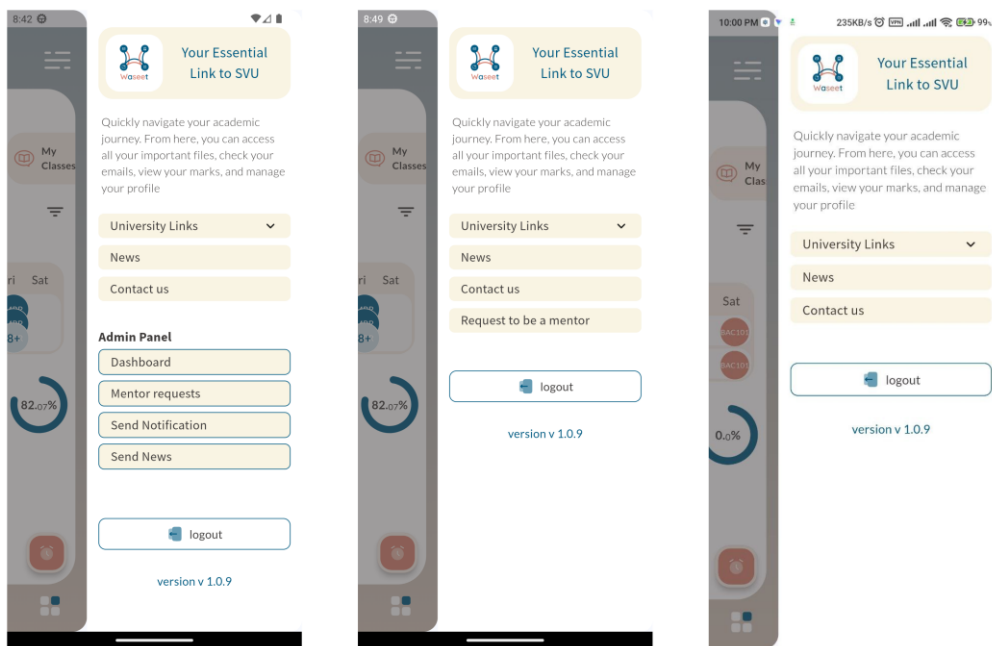 8:42
Waseet
Your Essential
Link to SVU
Quickly navigate your academic
journey. From here, you can access
all your important files, check your
emails, view your marks, and manage
your profile
My
Classes
University Links
News
Contact us
ri Sat
8+
Admin Panel
Dashboard
Mentor requests
Send Notification
Send News
82.07%
logout
version v 1.0.9
8:49
Waseet
Your Essential
Link to SVU
Quickly navigate your academic
journey. From here, you can access
all your important files, check your
emails, view your marks, and manage
your profile
My
Classes
University Links
News
Contact us
Request to be a mentor
ri Sat
8+
82.07%
logout
version v 1.0.9
10:00 PM 235KB/s VPN 99%
Waseet
Your Essential
Link to SVU
Quickly navigate your academic
journey. From here, you can access
all your important files, check your
emails, view your marks, and manage
your profile
My
Clas
University Links
News
Contact us
Sat
BAC101
BAC101
0.0%
logout
version v 1.0.9